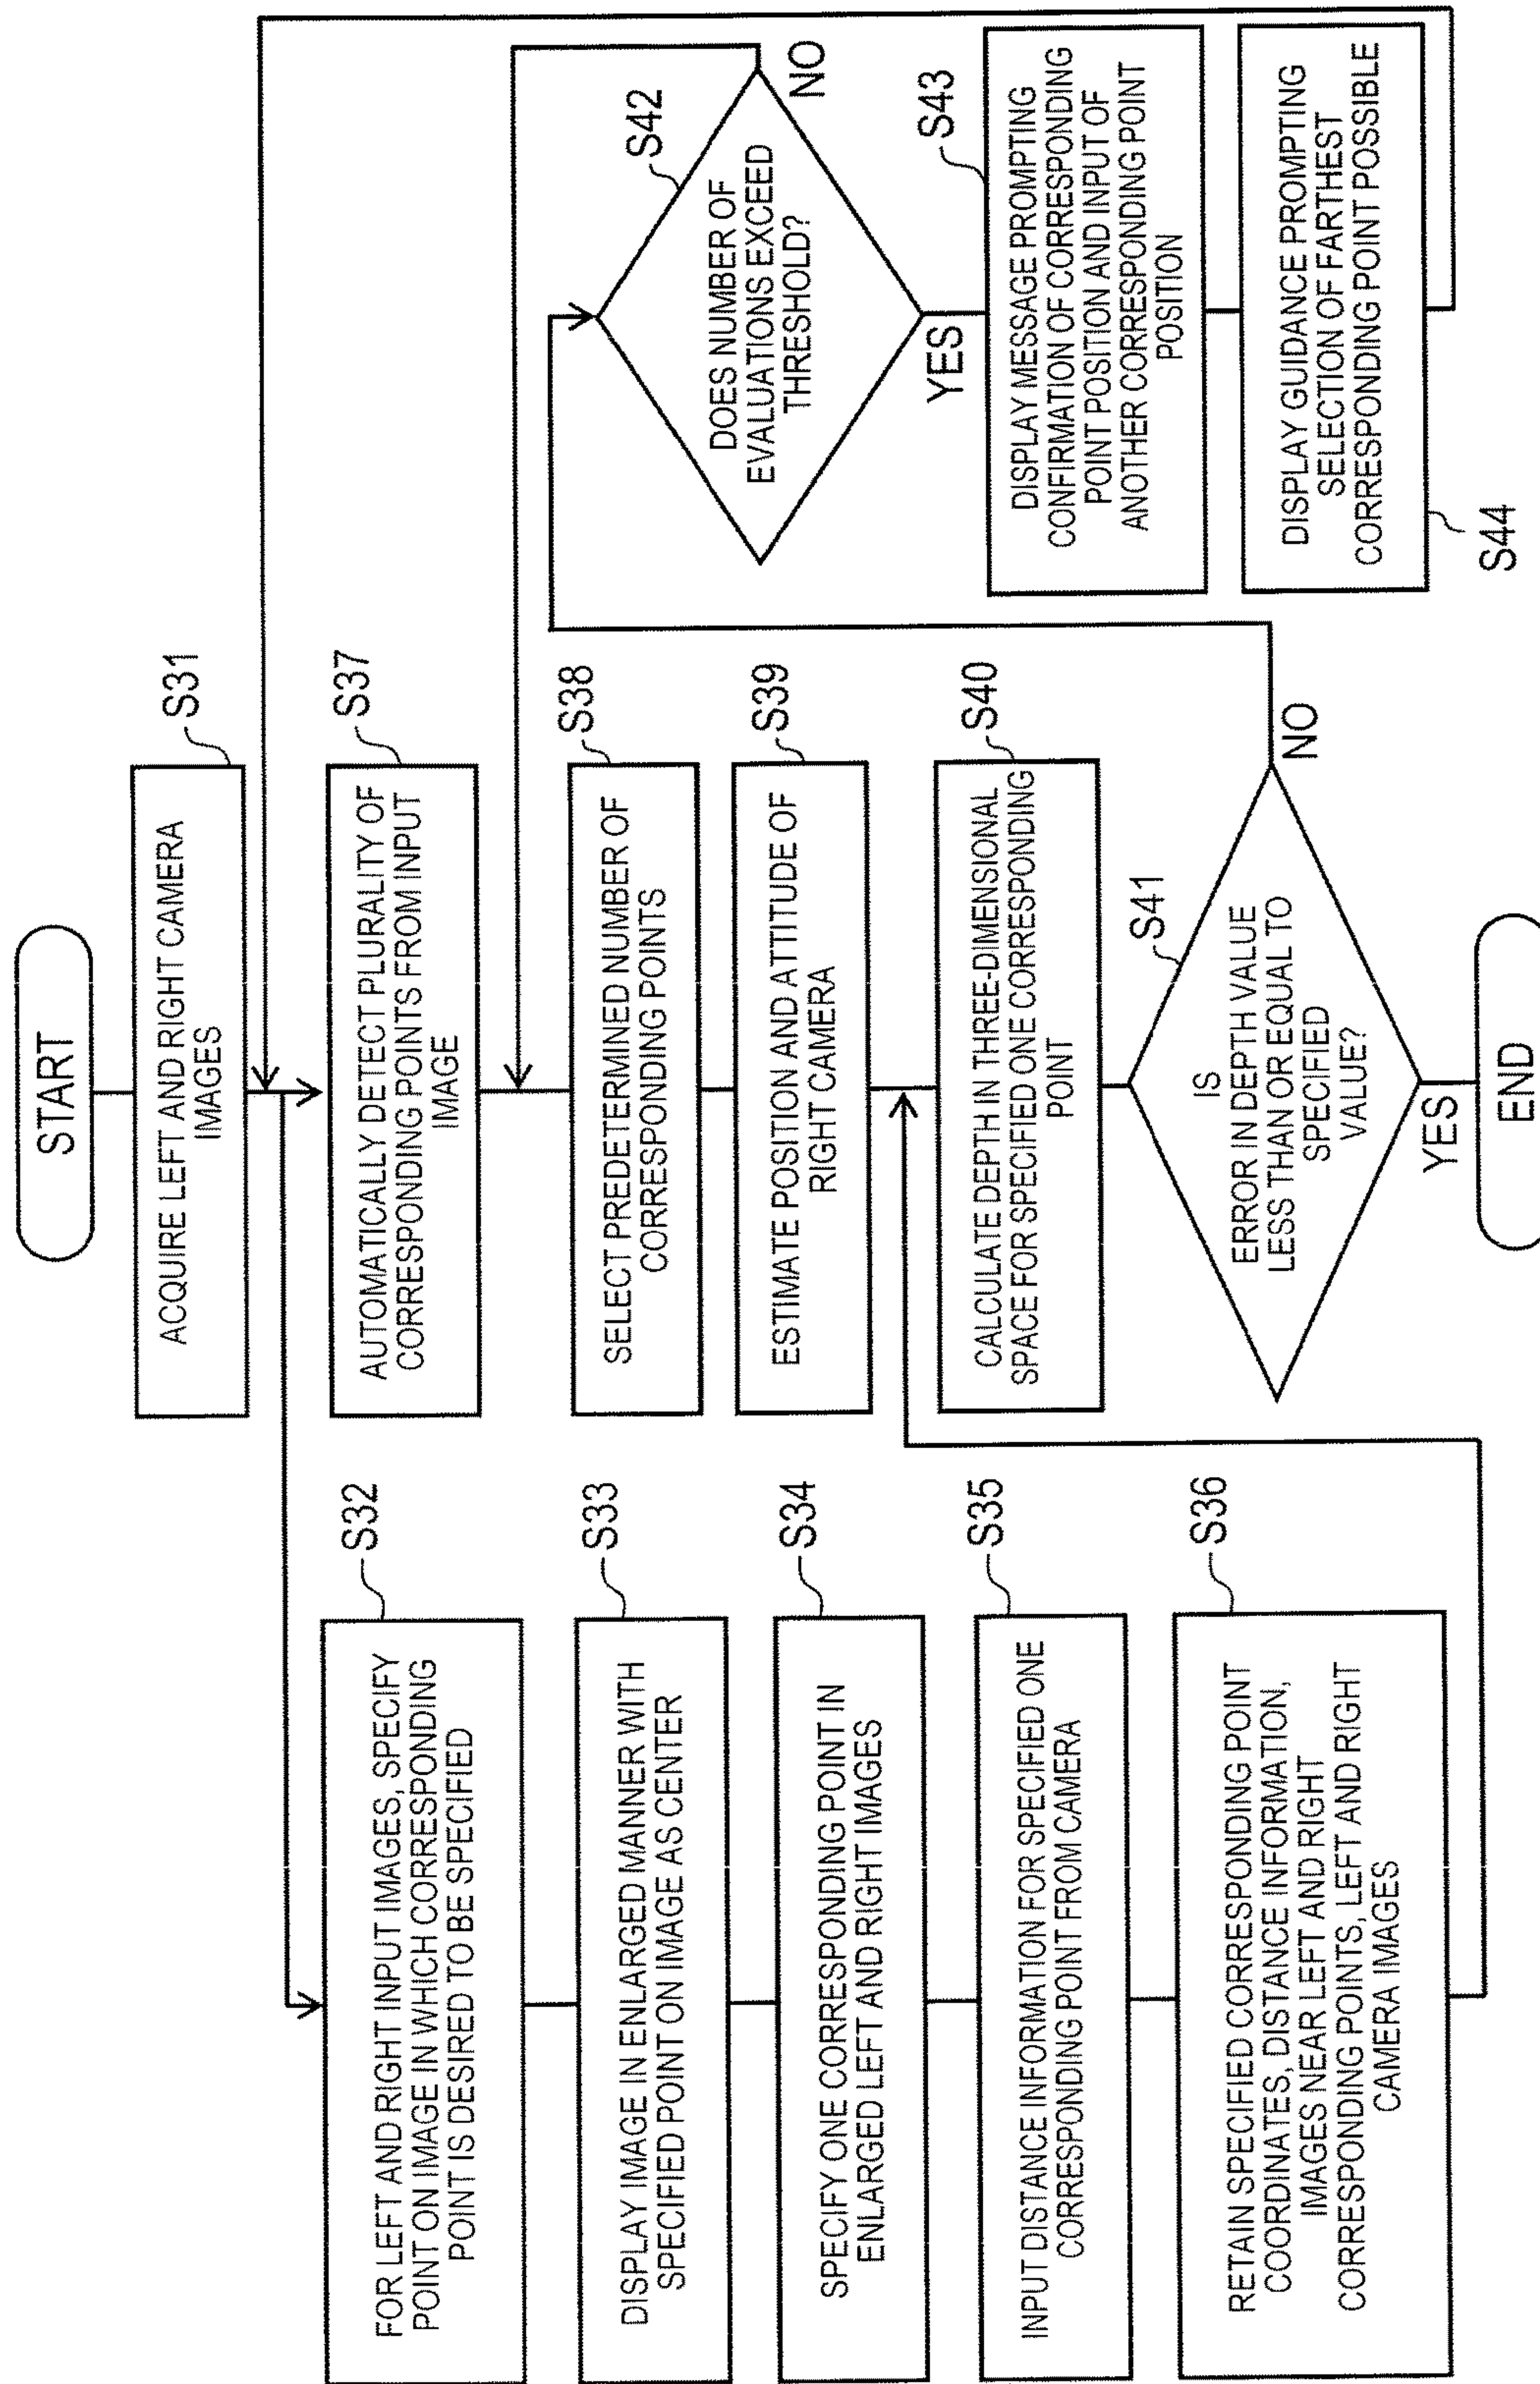 START
ACQUIRE LEFT AND RIGHT CAMERA
IMAGES
S31
FOR LEFT AND RIGHT INPUT IMAGES, SPECIFY
POINT ON IMAGE IN WHICH CORRESPONDING
POINT IS DESIRED TO BE SPECIFIED
S32
DISPLAY IMAGE IN ENLARGED MANNER WITH
SPECIFIED POINT ON IMAGE AS CENTER
S33
SPECIFY ONE CORRESPONDING POINT IN
ENLARGED LEFT AND RIGHT IMAGES
S34
INPUT DISTANCE INFORMATION FOR SPECIFIED ONE
CORRESPONDING POINT FROM CAMERA
S35
RETAIN SPECIFIED CORRESPONDING POINT
COORDINATES, DISTANCE INFORMATION,
IMAGES NEAR LEFT AND RIGHT
CORRESPONDING POINTS, LEFT AND RIGHT
CAMERA IMAGES
S36
AUTOMATICALLY DETECT PLURALITY OF
CORRESPONDING POINTS FROM INPUT
IMAGE
S37
SELECT PREDETERMINED NUMBER OF
CORRESPONDING POINTS
S38
ESTIMATE POSITION AND ATTITUDE OF
RIGHT CAMERA
S39
CALCULATE DEPTH IN THREE-DIMENSIONAL
SPACE FOR SPECIFIED ONE CORRESPONDING
POINT
S40
IS
ERROR IN DEPTH VALUE
LESS THAN OR EQUAL TO
SPECIFIED
VALUE?
S41
NO
YES
END
DOES NUMBER OF
EVALUATIONS EXCEED
THRESHOLD?
S42
NO
YES
DISPLAY MESSAGE PROMPTING
CONFIRMATION OF CORRESPONDING
POINT POSITION AND INPUT OF
ANOTHER CORRESPONDING POINT
POSITION
S43
DISPLAY GUIDANCE PROMPTING
SELECTION OF FARTHEST
CORRESPONDING POINT POSSIBLE
S44